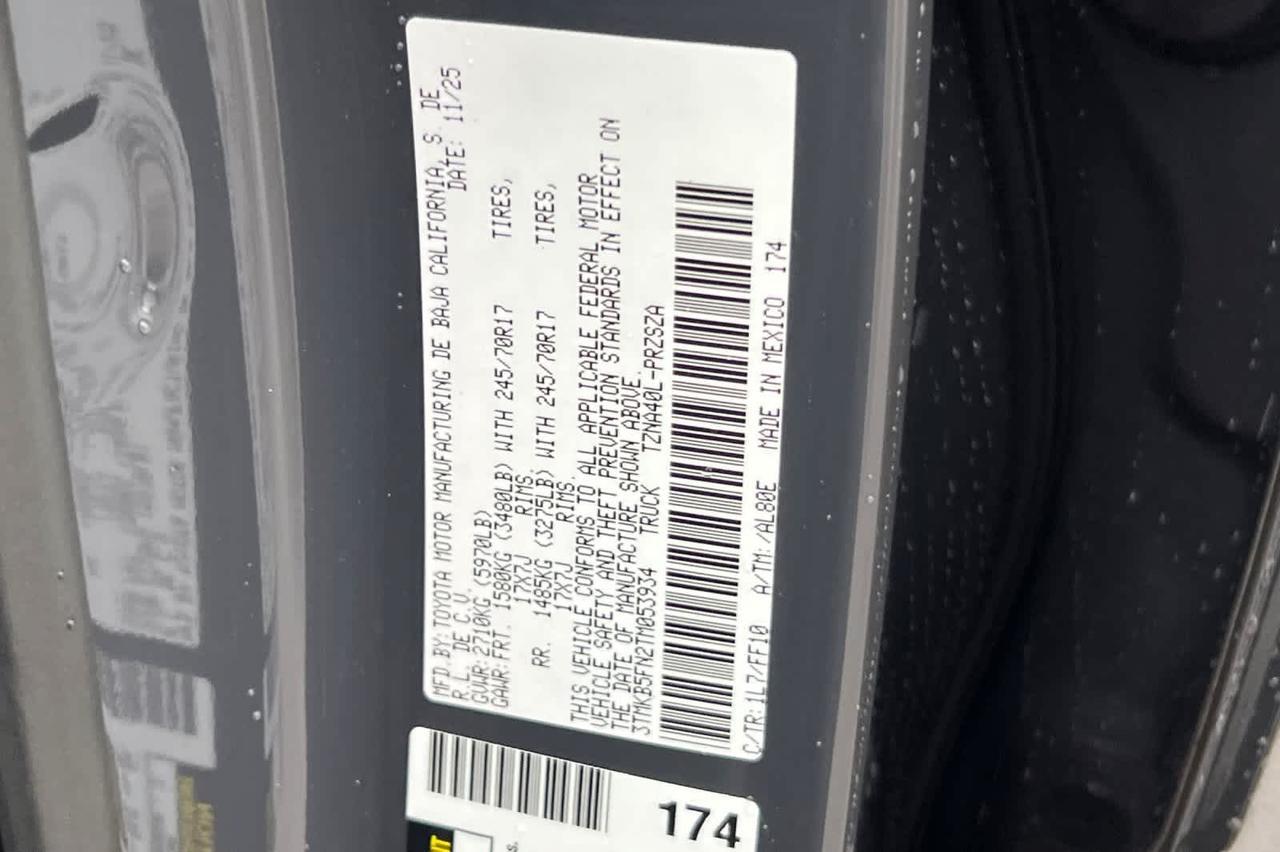 MFD.BY: TOYOTA MOTOR MANUFACTURING DE BAJA CALIFORNIA, S. DE
R.L. DE C.V. DATE: 11/25
GVWR:2710KG (5970LB)
GAWR:FRT. 1580KG (3480LB) WITH 245/70R17 TIRES,
17X7J RIMS.
RR. 1485KG (3275LB) WITH 245/70R17 TIRES,
17X7J RIMS.
THIS VEHICLE CONFORMS TO ALL APPLICABLE FEDERAL MOTOR
VEHICLE SAFETY AND THEFT PREVENTION STANDARDS IN EFFECT ON
THE DATE OF MANUFACTURE SHOWN ABOVE.
3TMKB5FN2TM053934 TRUCK TZNA40L-PRZSZA
C/TR:1L7/FF10 A/TM:/AL80E MADE IN MEXICO 174
174